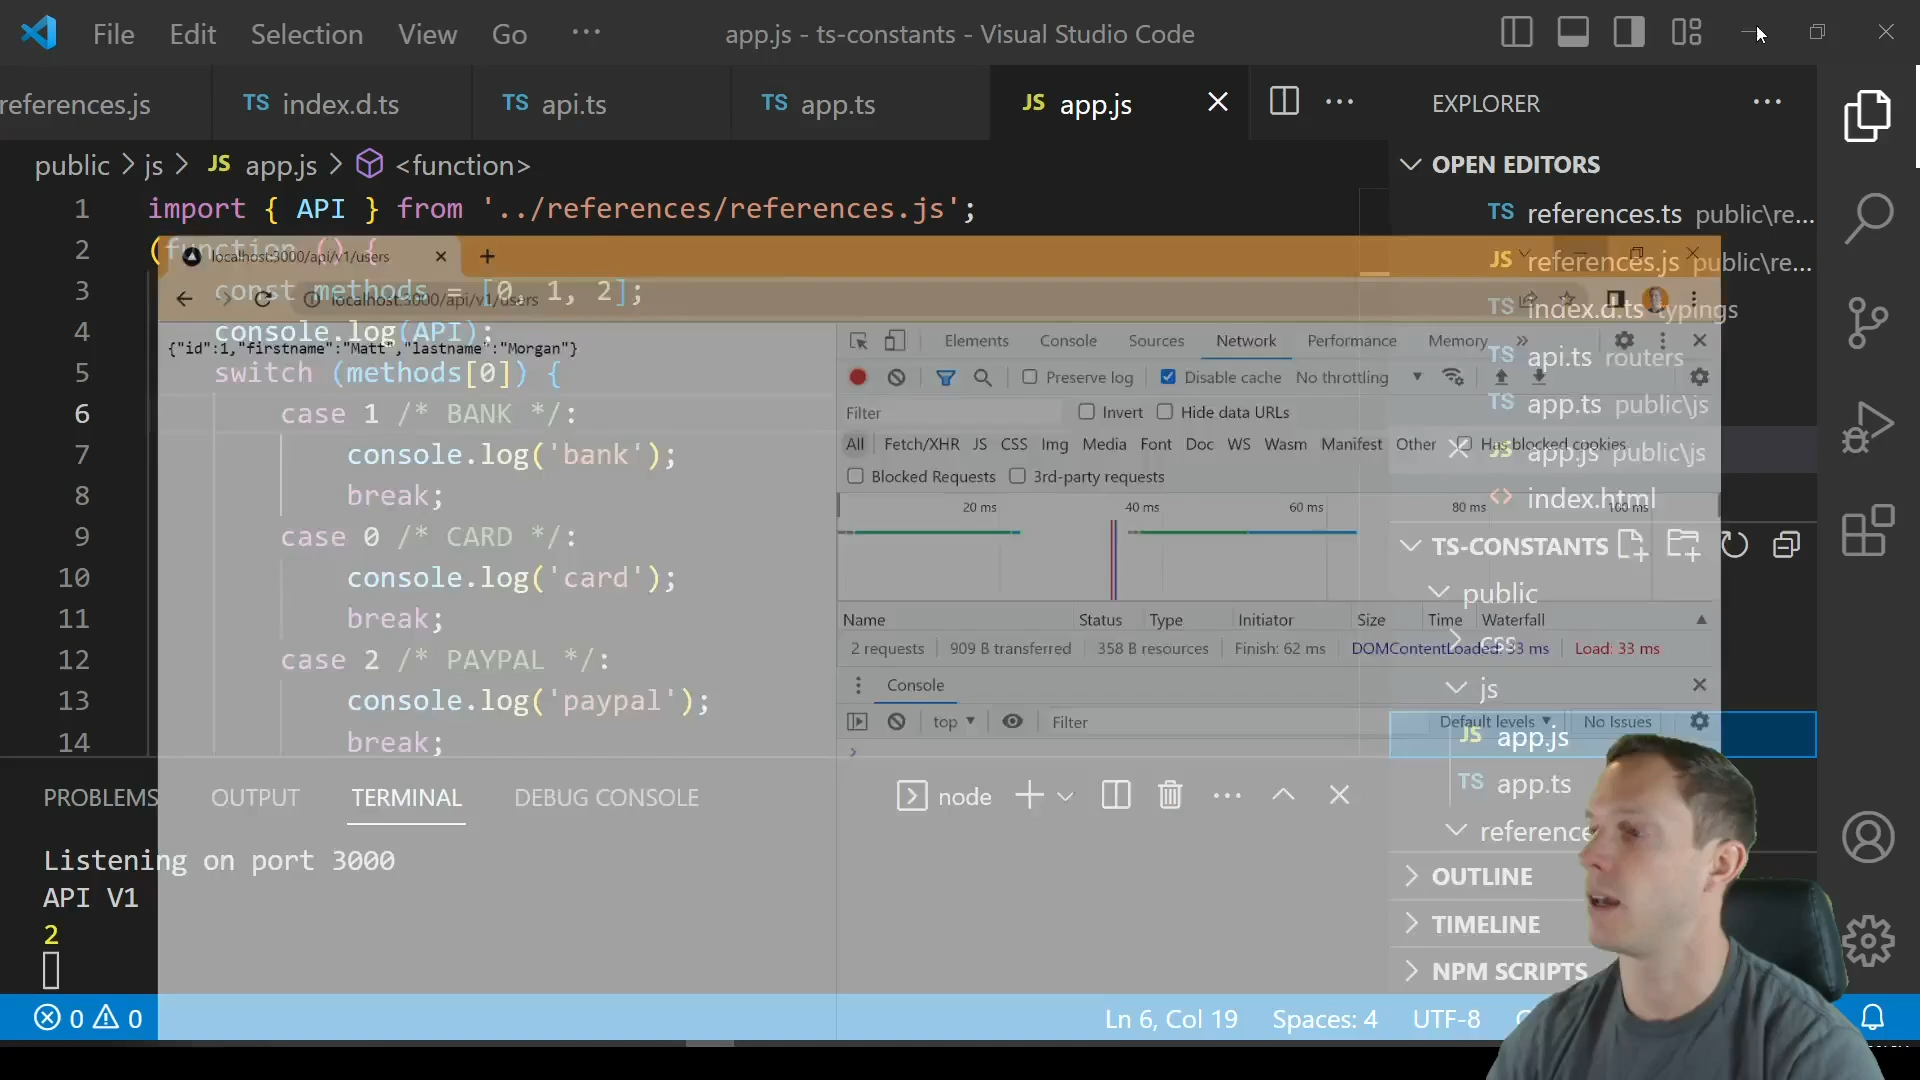 File Edit Selection View Go ··· app.js - ts-constants - Visual Studio Code
references.js TS index.d.ts TS api.ts TS app.ts JS app.js ··· EXPLORER ···
public > js > JS app.js > <function>
OPEN EDITORS
1 import { API } from '../references/references.js';
TS references.ts public\re...
2 (function () {
localhost:3000/api/v1/users
JS references.js public\re...
3 const methods = [0, 1, 2];
localhost:3000/api/v1/users
TS index.d.ts typings
4 console.log(API);
{"id":1,"firstname":"Matt","lastname":"Morgan"}
Elements Console Sources Network Performance Memory »
TS api.ts routers
5 switch (methods[0]) {
Preserve log Disable cache No throttling
TS app.ts public\js
6 case 1 /* BANK */:
Filter Invert Hide data URLs
All Fetch/XHR JS CSS Img Media Font Doc WS Wasm Manifest Other Has blocked cookies
JS app.js public\js
7 console.log('bank');
Blocked Requests 3rd-party requests
8 break;
<> index.html
20 ms 40 ms 60 ms 80 ms 100 ms
9 case 0 /* CARD */:
TS-CONSTANTS
10 console.log('card');
public
11 break;
Name Status Type Initiator Size Time Waterfall
css
2 requests 909 B transferred 358 B resources Finish: 62 ms DOMContentLoaded: 33 ms Load: 33 ms
12 case 2 /* PAYPAL */:
Console
js
13 console.log('paypal');
top Filter Default levels No Issues
JS app.js
14 break;
TS app.ts
PROBLEMS OUTPUT TERMINAL DEBUG CONSOLE node ···
reference
Listening on port 3000
OUTLINE
API V1
TIMELINE
2
NPM SCRIPTS
0 0 Ln 6, Col 19 Spaces: 4 UTF-8